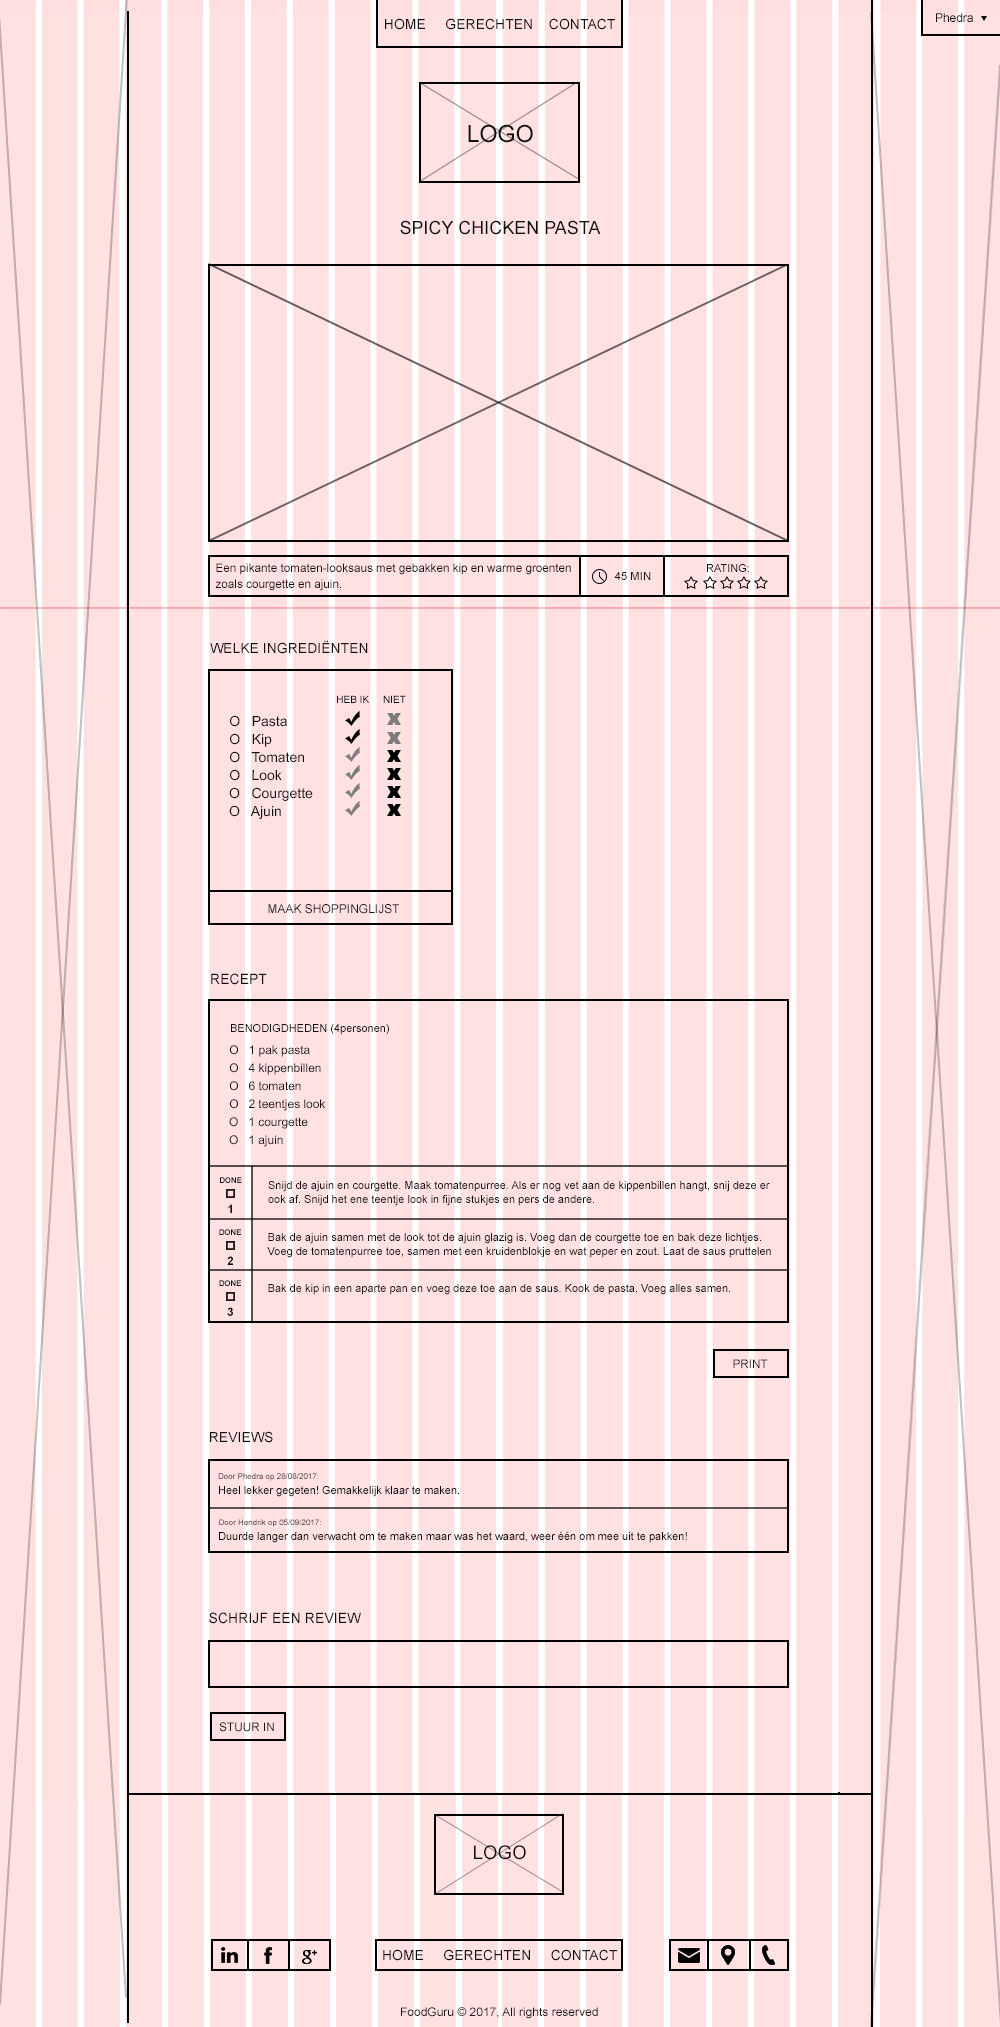 HOME GERECHTEN CONTACT
Phedra
LOGO
SPICY CHICKEN PASTA
Een pikante tomaten-looksaus met gebakken kip en warme groenten
zoals courgette en ajuin.
45 MIN
RATING:
WELKE INGREDIËNTEN
HEB IK NIET
O Pasta
O Kip
O Tomaten
O Look
O Courgette
O Ajuin
MAAK SHOPPINGLIJST
RECEPT
BENODIGDHEDEN (4personen)
O 1 pak pasta
O 4 kippenbillen
O 6 tomaten
O 2 teentjes look
O 1 courgette
O 1 ajuin
DONE
1
Snijd de ajuin en courgette. Maak tomatenpurree. Als er nog vet aan de kippenbillen hangt, snij deze er
ook af. Snijd het ene teentje look in fijne stukjes en pers de andere.
DONE
2
Bak de ajuin samen met de look tot de ajuin glazig is. Voeg dan de courgette toe en bak deze lichtjes.
Voeg de tomatenpurree toe, samen met een kruidenblokje en wat peper en zout. Laat de saus pruttelen
DONE
3
Bak de kip in een aparte pan en voeg deze toe aan de saus. Kook de pasta. Voeg alles samen.
PRINT
REVIEWS
Door Phedra op 28/08/2017:
Heel lekker gegeten! Gemakkelijk klaar te maken.
Door Hendrik op 05/09/2017:
Duurde langer dan verwacht om te maken maar was het waard, weer één om mee uit te pakken!
SCHRIJF EEN REVIEW
STUUR IN
LOGO
in f g+
HOME GERECHTEN CONTACT
FoodGuru © 2017, All rights reserved